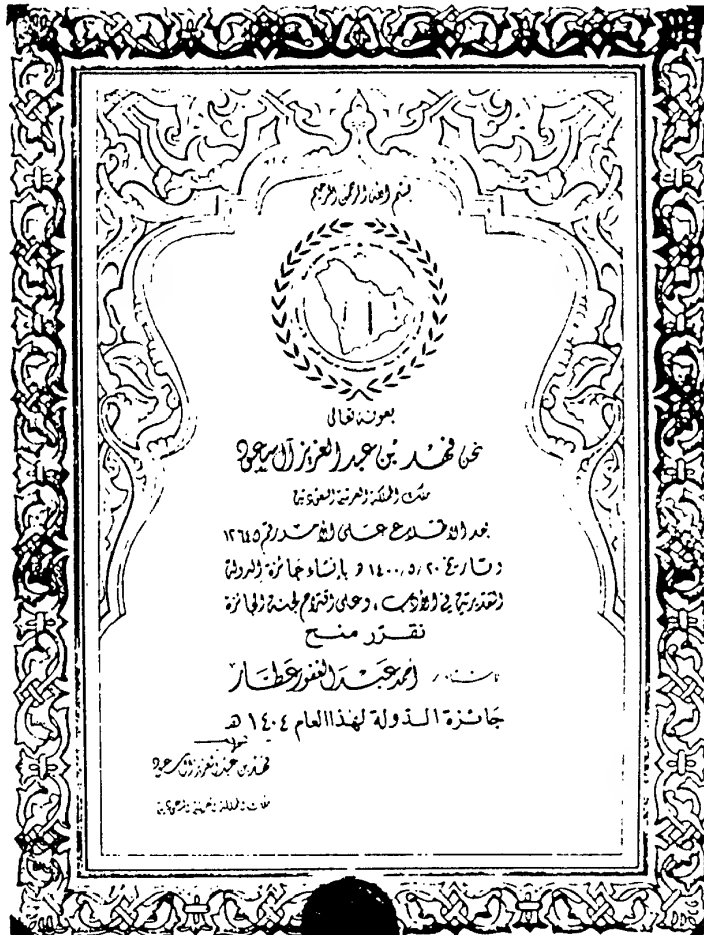 بسم الله الرحمن الرحيم
بعونه تعالى
نحن فهد بن عبد العزيز آل سعود
ملك المملكة العربية السعودية
بعد الاطلاع على الأمر رقم ١٢٦٤٥
وتاريخ ١٤٠٠/٥/٢٠ ه بإنشاء جائزة الدولة
التقديرية في الأدب ، وعلى اقتراح لجنة الجائزة
نقرر منح
الأستاذ / أحمد عبد الغفور عطار
جائزة الدولة لهذا العام ١٤٠٤ هـ
فهد بن عبد العزيز آل سعود
ملك المملكة العربية السعودية